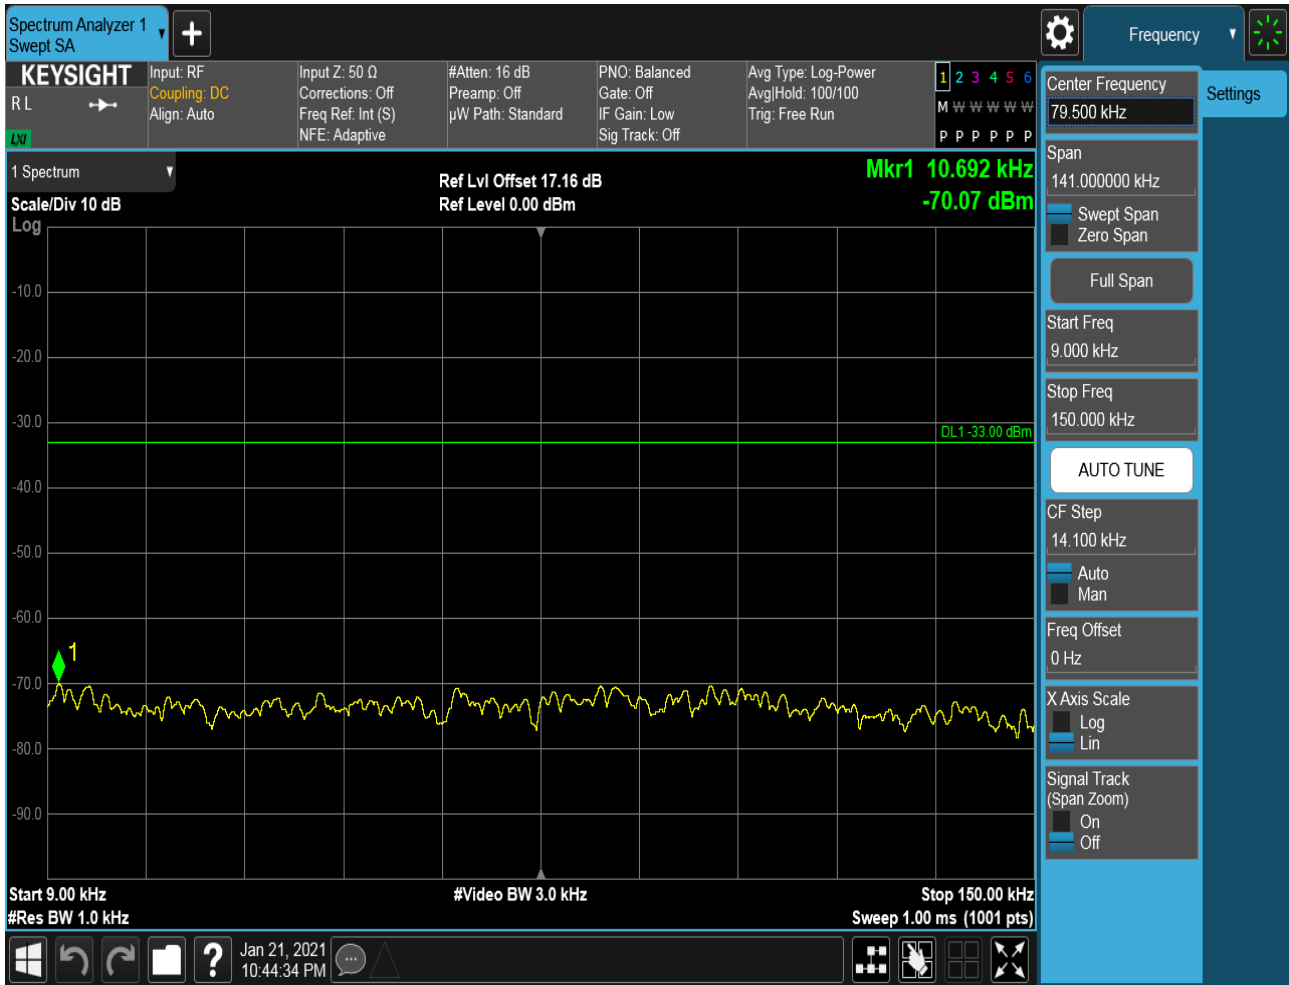 Spectrum Analyzer 1
Swept SA
+
Frequency
KEYSIGHT
R L
LXI
Input: RF
Coupling: DC
Align: Auto
Input Z: 50 Ω
Corrections: Off
Freq Ref: Int (S)
NFE: Adaptive
#Atten: 16 dB
Preamp: Off
µW Path: Standard
PNO: Balanced
Gate: Off
IF Gain: Low
Sig Track: Off
Avg Type: Log-Power
Avg|Hold: 100/100
Trig: Free Run
1 2 3 4 5 6
M W W W W W
P P P P P P
1 Spectrum
Scale/Div 10 dB
Log
Ref Lvl Offset 17.16 dB
Ref Level 0.00 dBm
Mkr1 10.692 kHz
-70.07 dBm
-10.0
-20.0
-30.0
DL1 -33.00 dBm
-40.0
-50.0
-60.0
1
-70.0
-80.0
-90.0
Start 9.00 kHz
#Res BW 1.0 kHz
#Video BW 3.0 kHz
Stop 150.00 kHz
Sweep 1.00 ms (1001 pts)
Center Frequency
79.500 kHz
Settings
Span
141.000000 kHz
Swept Span
Zero Span
Full Span
Start Freq
9.000 kHz
Stop Freq
150.000 kHz
AUTO TUNE
CF Step
14.100 kHz
Auto
Man
Freq Offset
0 Hz
X Axis Scale
Log
Lin
Signal Track
(Span Zoom)
On
Off
?
Jan 21, 2021
10:44:34 PM